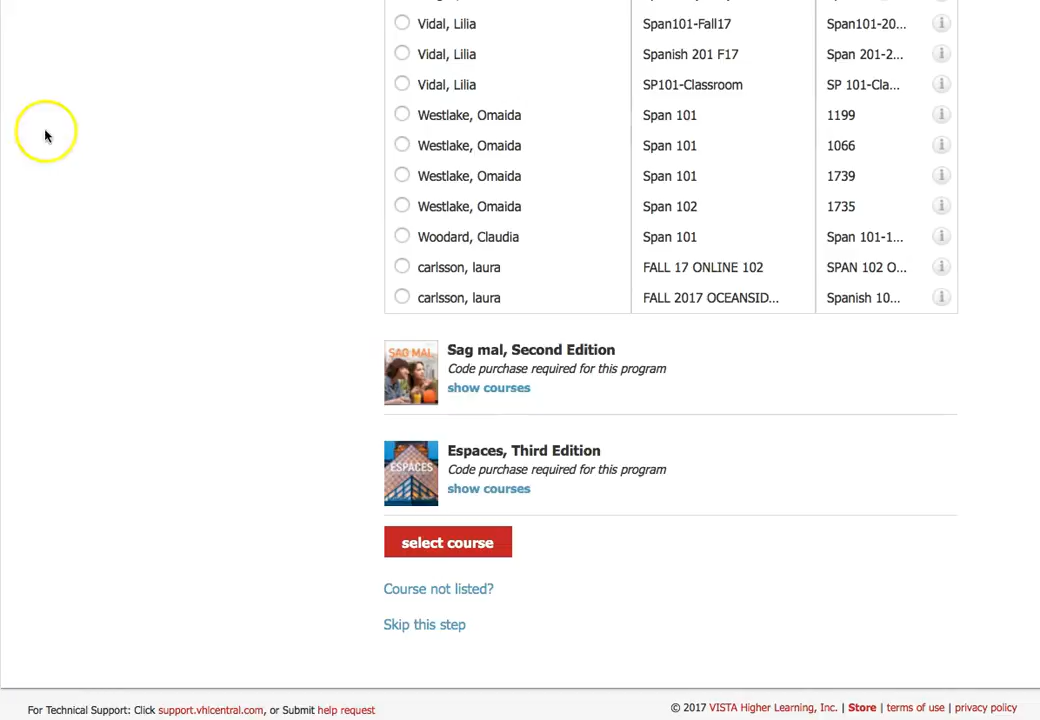 Vidal, Lilia Span101-Fall17 Span101-20...
Vidal, Lilia Spanish 201 F17 Span 201-2...
Vidal, Lilia SP101-Classroom SP 101-Cla...
Westlake, Omaida Span 101 1199
Westlake, Omaida Span 101 1066
Westlake, Omaida Span 101 1739
Westlake, Omaida Span 102 1735
Woodard, Claudia Span 101 Span 101-1...
carlsson, laura FALL 17 ONLINE 102 SPAN 102 O...
carlsson, laura FALL 2017 OCEANSID... Spanish 10...
SAG MAL
Sag mal, Second Edition
Code purchase required for this program
show courses
ESPACES
Espaces, Third Edition
Code purchase required for this program
show courses
select course
Course not listed?
Skip this step
For Technical Support: Click support.vhlcentral.com, or Submit help request
© 2017 VISTA Higher Learning, Inc. | Store | terms of use | privacy policy